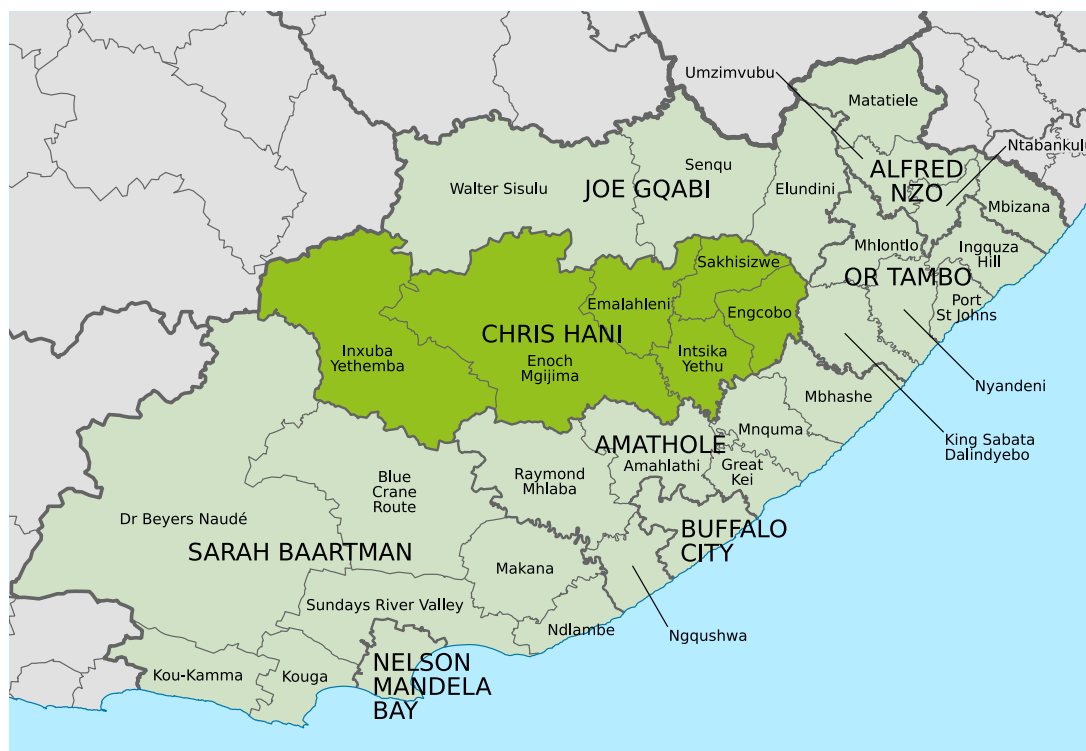 Umzimvubu
Matatiele
Ntabankulu
Senqu
Walter Sisulu
JOE GQABI
Elundini
ALFRED
NZO
Mbizana
Mhlontlo
Ingquza
Hill
Sakhisizwe
OR TAMBO
Emalahleni
Engcobo
Port
St Johns
CHRIS HANI
Inxuba
Yethemba
Enoch
Mgijima
Intsika
Yethu
Nyandeni
Mbhashe
King Sabata
Dalindyebo
Mnquma
AMATHOLE
Amahlathi
Great
Kei
Raymond
Mhlaba
Blue
Crane
Route
Dr Beyers Naudé
SARAH BAARTMAN
BUFFALO
CITY
Makana
Sundays River Valley
Ndlambe
Ngqushwa
Kou-Kamma
Kouga
NELSON
MANDELA
BAY